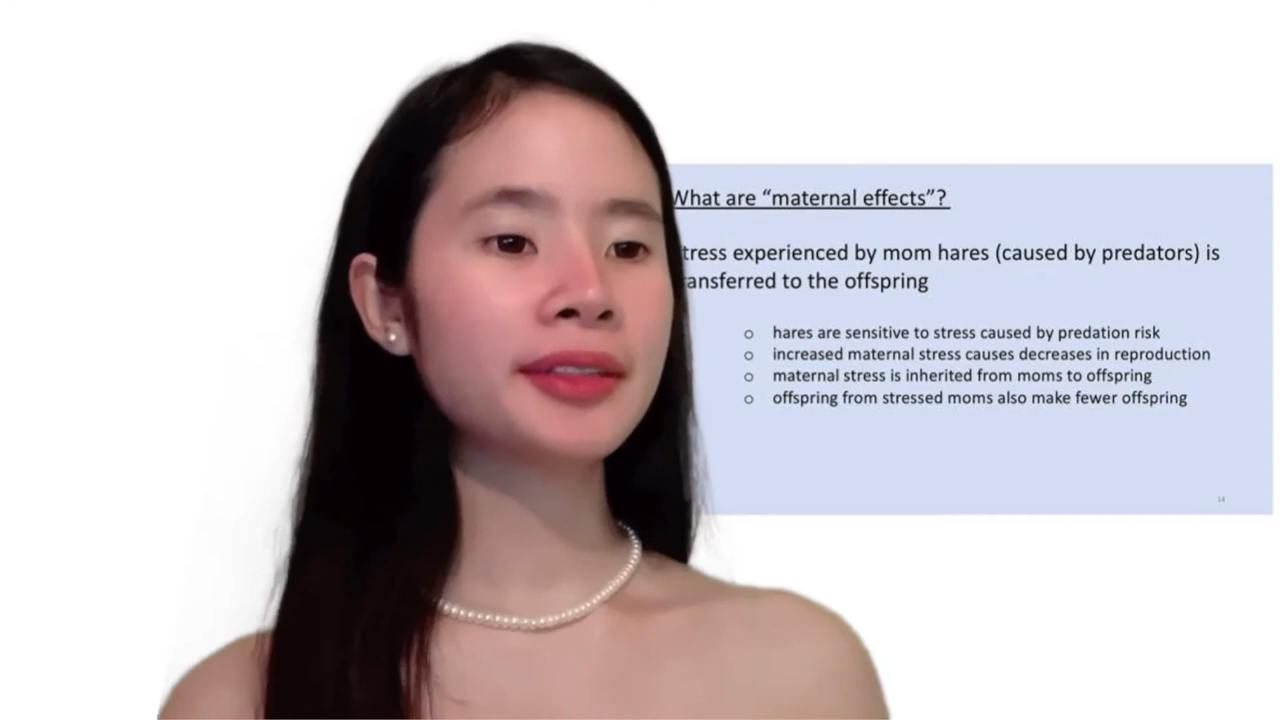 What are “maternal effects”?
tress experienced by mom hares (caused by predators) is
ansferred to the offspring
o hares are sensitive to stress caused by predation risk
o increased maternal stress causes decreases in reproduction
o maternal stress is inherited from moms to offspring
o offspring from stressed moms also make fewer offspring
14